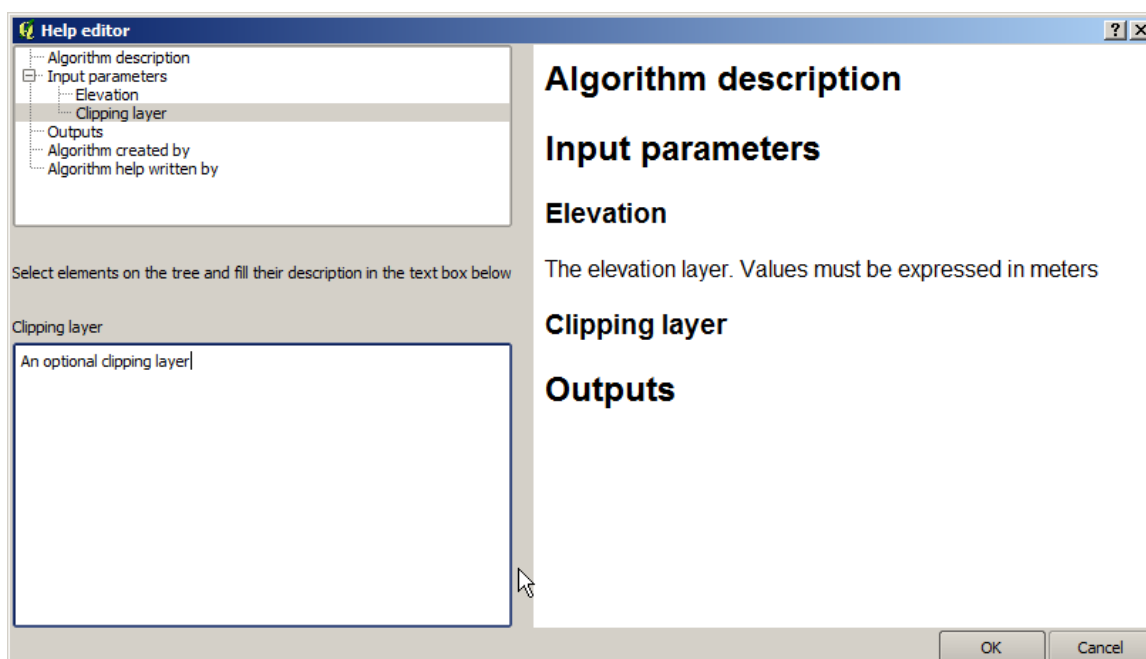 Help editor
Algorithm description
Input parameters
Elevation
Clipping layer
Outputs
Algorithm created by
Algorithm help written by
Select elements on the tree and fill their description in the text box below
Clipping layer
An optional clipping layer
Algorithm description
Input parameters
Elevation
The elevation layer. Values must be expressed in meters
Clipping layer
Outputs
OK
Cancel